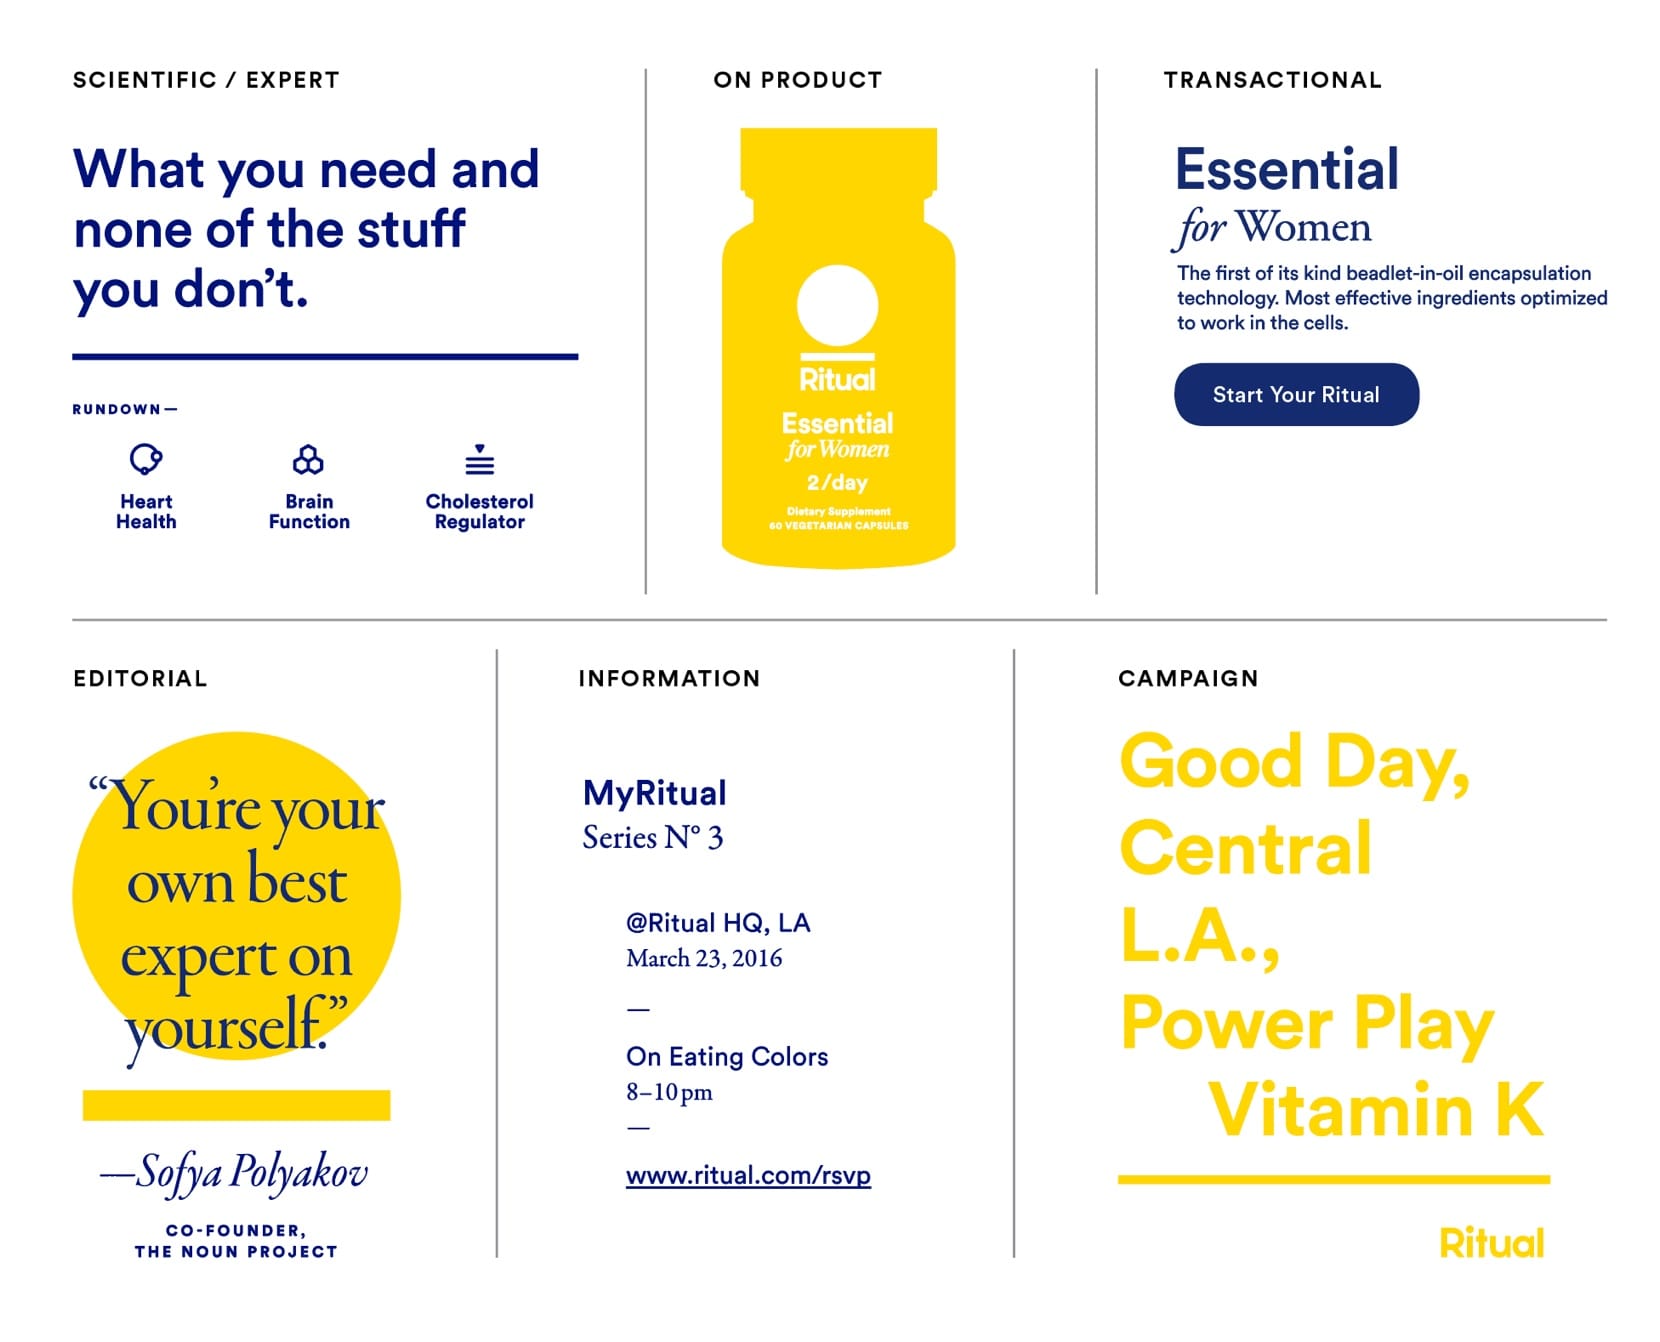 SCIENTIFIC / EXPERT
What you need and
none of the stuff
you don’t.
RUNDOWN—
Heart
Health
Brain
Function
Cholesterol
Regulator
ON PRODUCT
Ritual
Essential
for Women
2/day
Dietary Supplement
60 VEGETARIAN CAPSULES
TRANSACTIONAL
Essential
for Women
The first of its kind beadlet-in-oil encapsulation
technology. Most effective ingredients optimized
to work in the cells.
Start Your Ritual
EDITORIAL
“You’re your
own best
expert on
yourself.”
—Sofya Polyakov
CO-FOUNDER,
THE NOUN PROJECT
INFORMATION
MyRitual
Series N° 3
@Ritual HQ, LA
March 23, 2016
—
On Eating Colors
8–10 pm
—
www.ritual.com/rsvp
CAMPAIGN
Good Day,
Central
L.A.,
Power Play
Vitamin K
Ritual